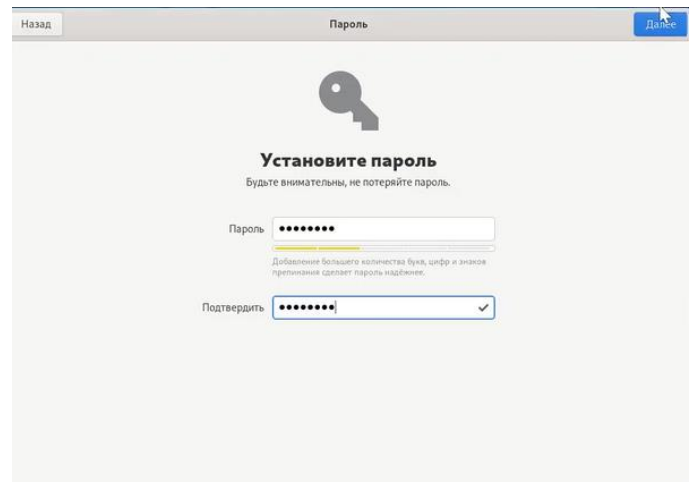 Назад
Пароль
Далее
Установите пароль
Будьте внимательны, не потеряйте пароль.
Пароль
Добавление большего количества букв, цифр и знаков
препинания сделает пароль надёжнее.
Подтвердить